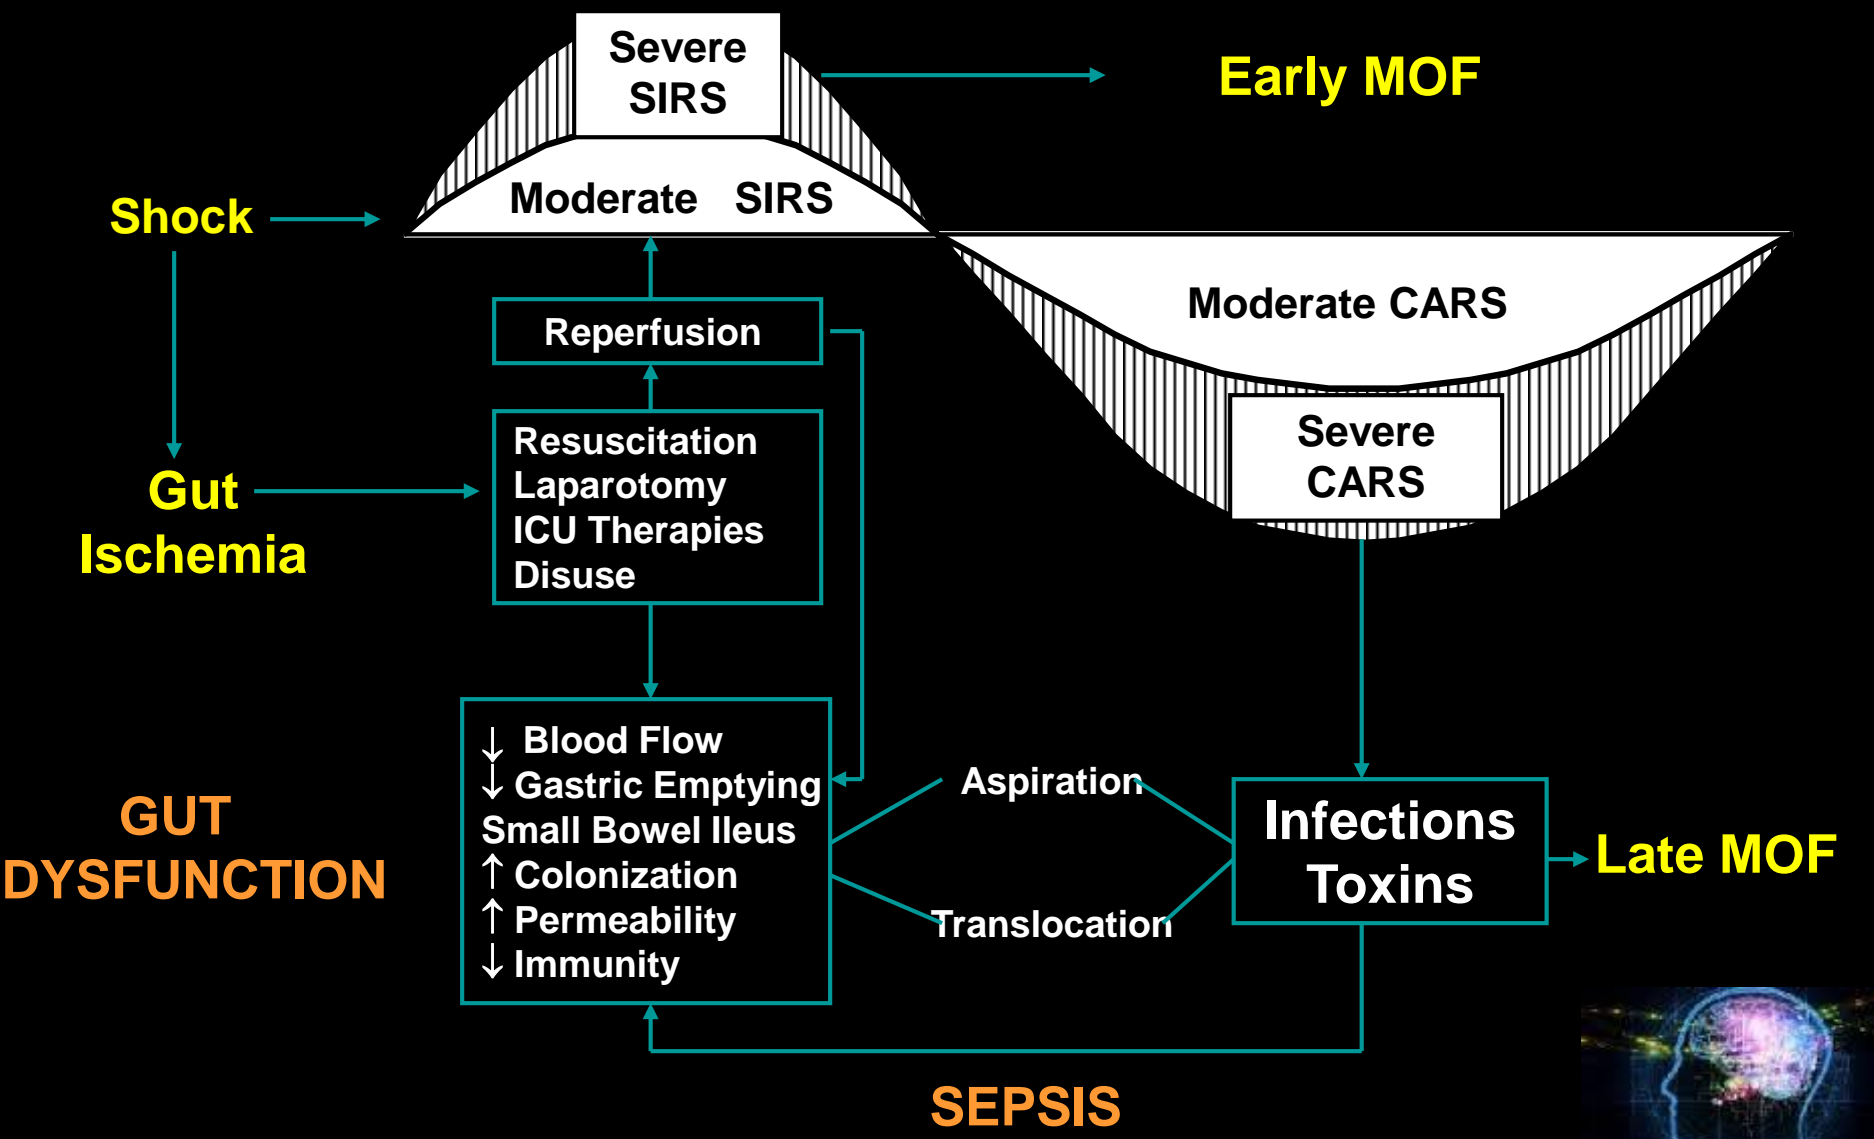 Severe
SIRS
Early MOF
Moderate SIRS
Shock
Reperfusion
Moderate CARS
Resuscitation
Laparotomy
ICU Therapies
Disuse
Severe
CARS
Gut
Ischemia
↓ Blood Flow
↓ Gastric Emptying
Small Bowel Ileus
↑ Colonization
↑ Permeability
↓ Immunity
GUT
DYSFUNCTION
Aspiration
Translocation
Infections
Toxins
Late MOF
SEPSIS